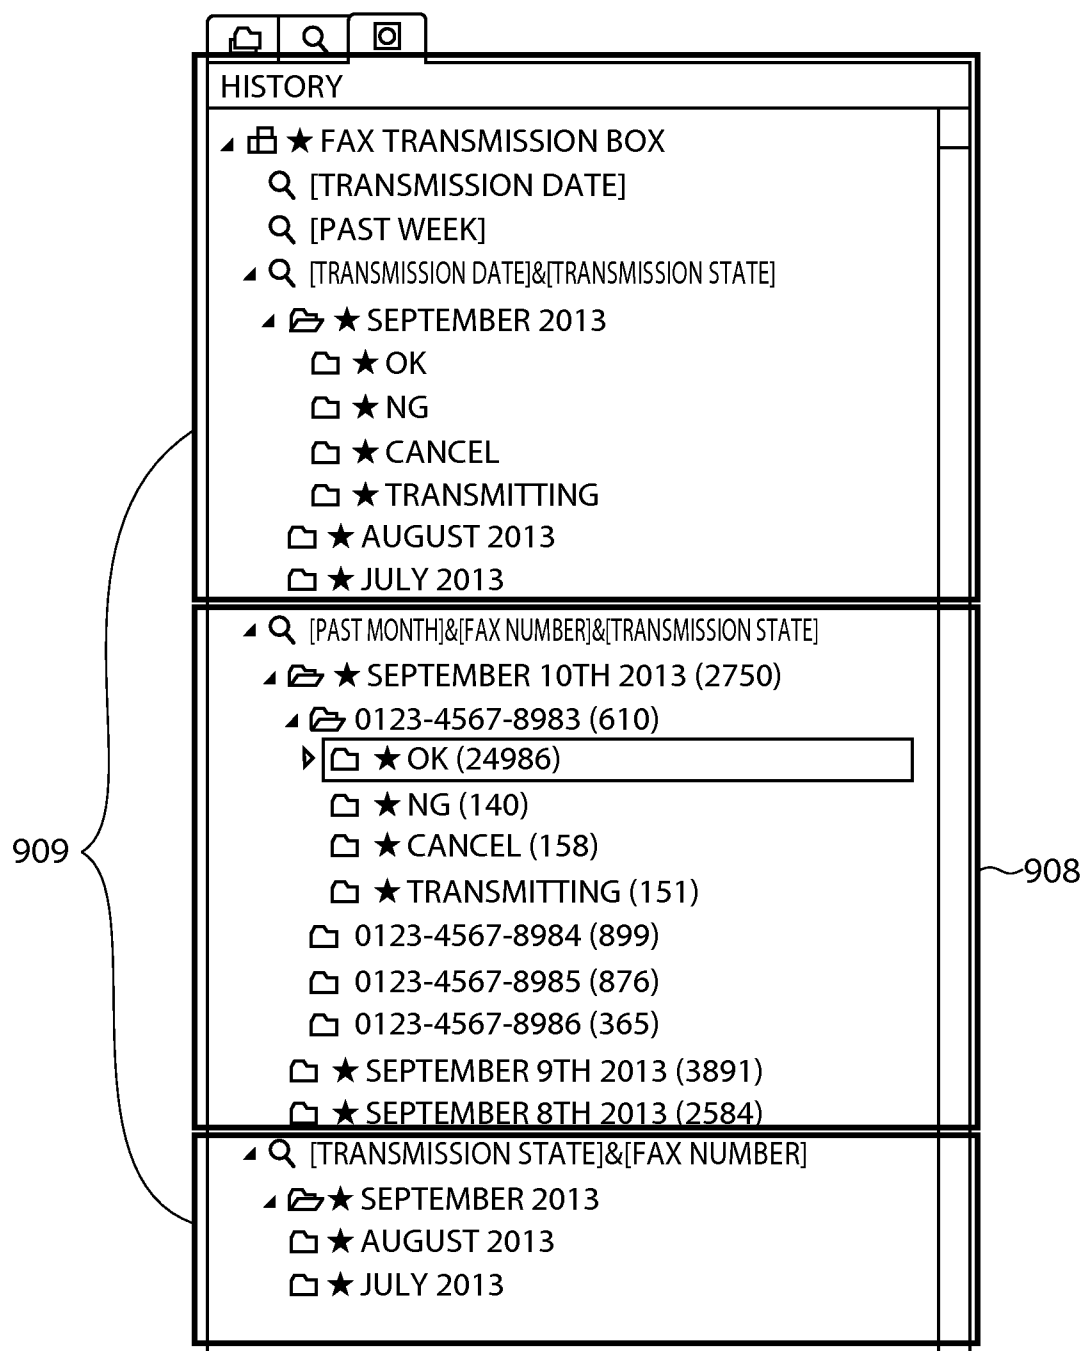 HISTORY
★ FAX TRANSMISSION BOX
[TRANSMISSION DATE]
[PAST WEEK]
[TRANSMISSION DATE]&[TRANSMISSION STATE]
★ SEPTEMBER 2013
★ OK
★ NG
★ CANCEL
★ TRANSMITTING
★ AUGUST 2013
★ JULY 2013
[PAST MONTH]&[FAX NUMBER]&[TRANSMISSION STATE]
★ SEPTEMBER 10TH 2013 (2750)
0123-4567-8983 (610)
★ OK (24986)
★ NG (140)
★ CANCEL (158)
909
★ TRANSMITTING (151)
908
0123-4567-8984 (899)
0123-4567-8985 (876)
0123-4567-8986 (365)
★ SEPTEMBER 9TH 2013 (3891)
★ SEPTEMBER 8TH 2013 (2584)
[TRANSMISSION STATE]&[FAX NUMBER]
★ SEPTEMBER 2013
★ AUGUST 2013
★ JULY 2013